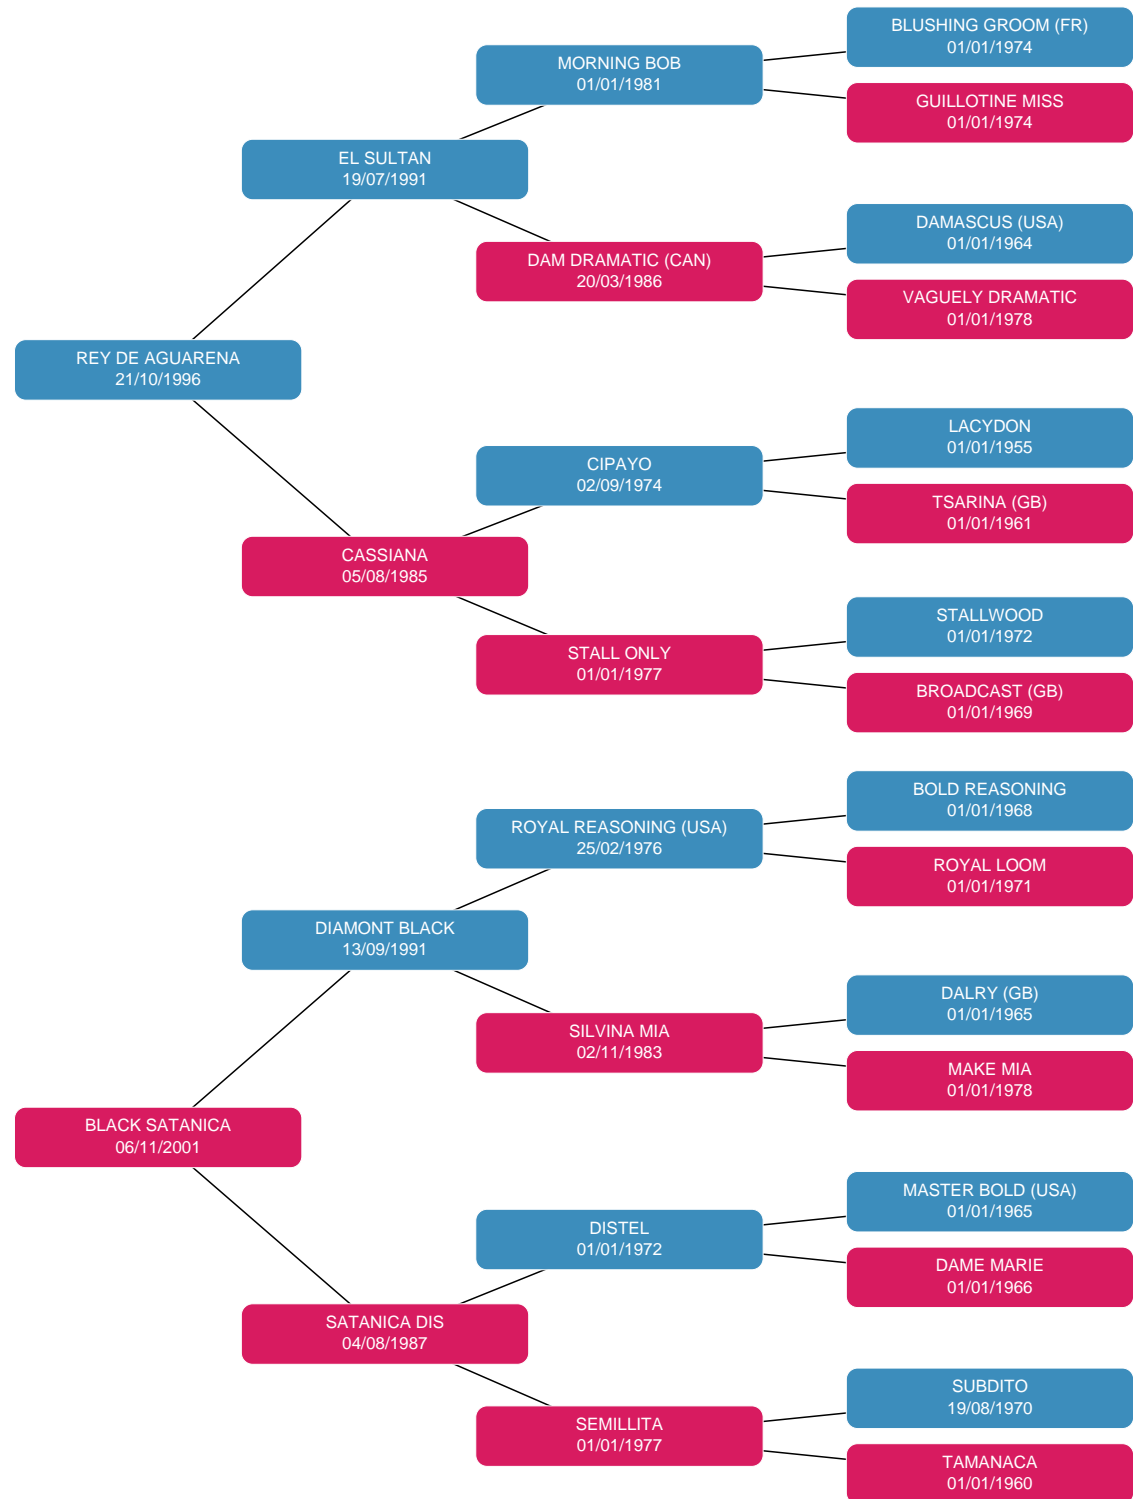 BLUSHING GROOM (FR)
01/01/1974
MORNING BOB
01/01/1981
GUILLOTINE MISS
01/01/1974
EL SULTAN
19/07/1991
DAMASCUS (USA)
01/01/1964
DAM DRAMATIC (CAN)
20/03/1986
VAGUELY DRAMATIC
01/01/1978
REY DE AGUARENA
21/10/1996
LACYDON
01/01/1955
CIPAYO
02/09/1974
TSARINA (GB)
01/01/1961
CASSIANA
05/08/1985
STALLWOOD
01/01/1972
STALL ONLY
01/01/1977
BROADCAST (GB)
01/01/1969
BOLD REASONING
01/01/1968
ROYAL REASONING (USA)
25/02/1976
ROYAL LOOM
01/01/1971
DIAMONT BLACK
13/09/1991
DALRY (GB)
01/01/1965
SILVINA MIA
02/11/1983
MAKE MIA
01/01/1978
BLACK SATANICA
06/11/2001
MASTER BOLD (USA)
01/01/1965
DISTEL
01/01/1972
DAME MARIE
01/01/1966
SATANICA DIS
04/08/1987
SUBDITO
19/08/1970
SEMILLITA
01/01/1977
TAMANACA
01/01/1960